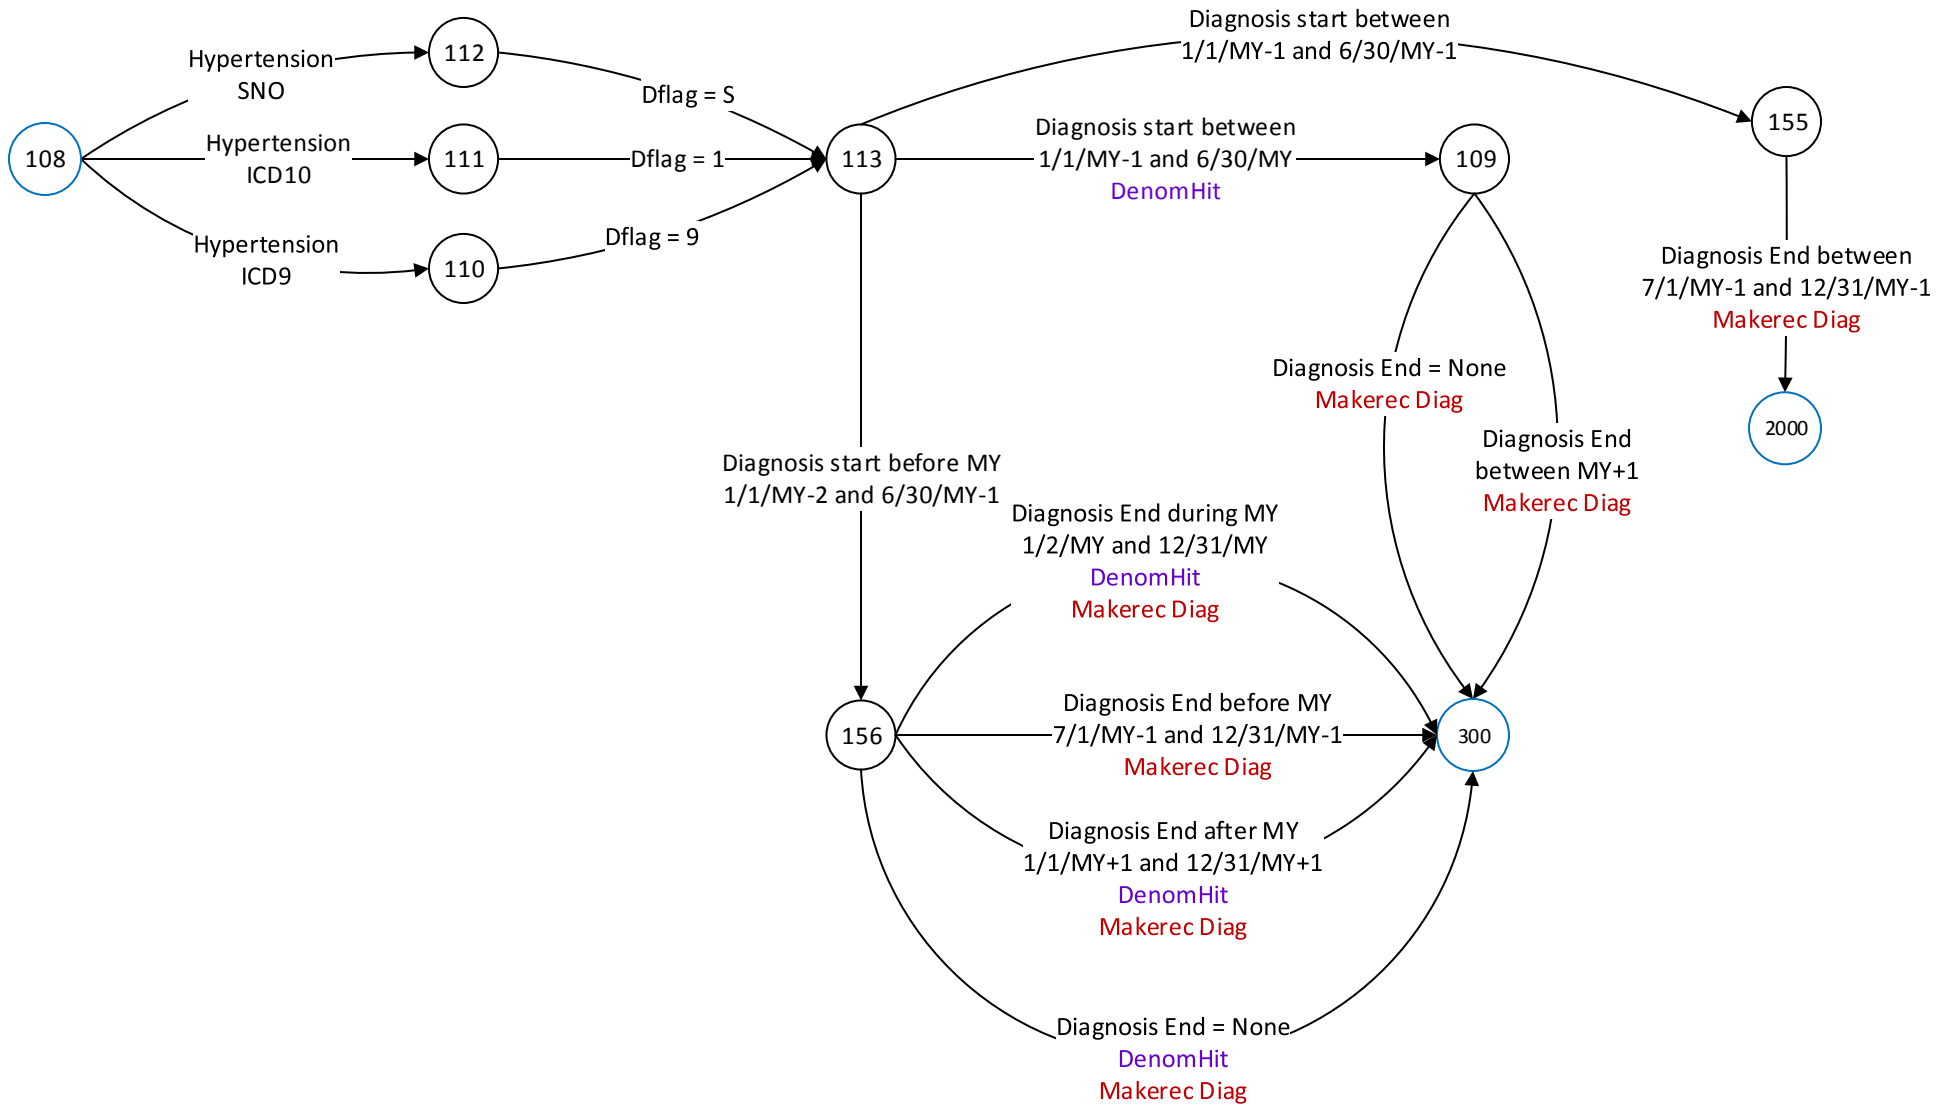 Diagnosis start between
1/1/MY-1 and 6/30/MY-1
Hypertension
SNO
112
Dflag = S
108
Hypertension
ICD10
111
Dflag = 1
113
Diagnosis start between
1/1/MY-1 and 6/30/MY
DenomHit
109
155
Hypertension
ICD9
110
Dflag = 9
Diagnosis End between
7/1/MY-1 and 12/31/MY-1
Makerec Diag
2000
Diagnosis End = None
Makerec Diag
Diagnosis End
between MY+1
Makerec Diag
Diagnosis start before MY
1/1/MY-2 and 6/30/MY-1
Diagnosis End during MY
1/2/MY and 12/31/MY
DenomHit
Makerec Diag
156
Diagnosis End before MY
7/1/MY-1 and 12/31/MY-1
Makerec Diag
300
Diagnosis End after MY
1/1/MY+1 and 12/31/MY+1
DenomHit
Makerec Diag
Diagnosis End = None
DenomHit
Makerec Diag